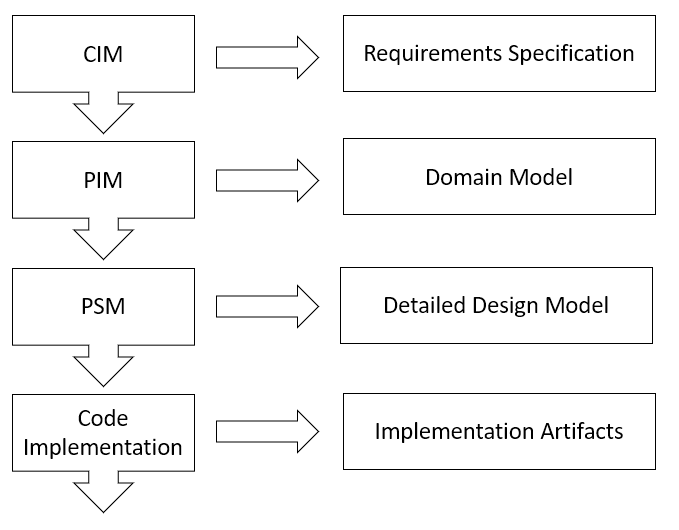 CIM
Requirements Specification
PIM
Domain Model
PSM
Detailed Design Model
Code
Implementation
Implementation Artifacts